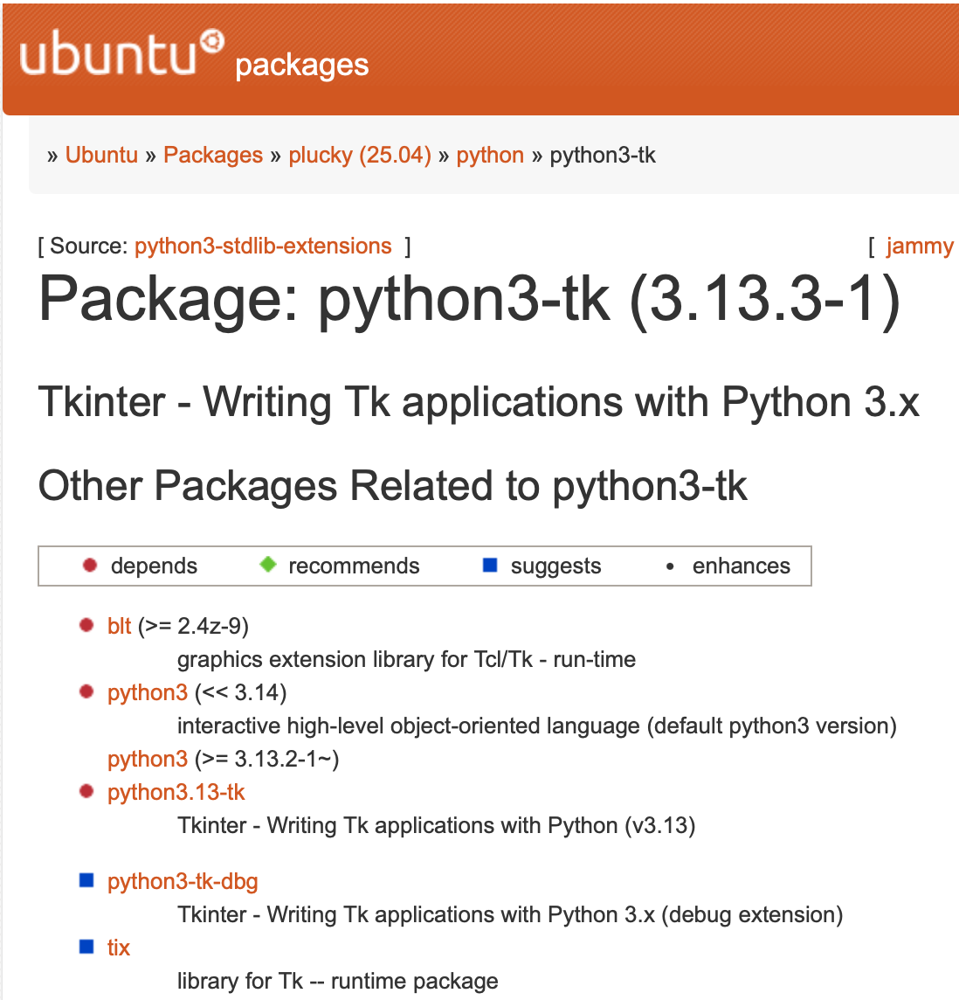 ubuntu packages
» Ubuntu » Packages » plucky (25.04) » python » python3-tk
[ Source: python3-stdlib-extensions ] [ jammy
Package: python3-tk (3.13.3-1)
Tkinter - Writing Tk applications with Python 3.x
Other Packages Related to python3-tk
depends recommends suggests enhances
blt (>= 2.4z-9)
graphics extension library for Tcl/Tk - run-time
python3 (<< 3.14)
interactive high-level object-oriented language (default python3 version)
python3 (>= 3.13.2-1~)
python3.13-tk
Tkinter - Writing Tk applications with Python (v3.13)
python3-tk-dbg
Tkinter - Writing Tk applications with Python 3.x (debug extension)
tix
library for Tk -- runtime package